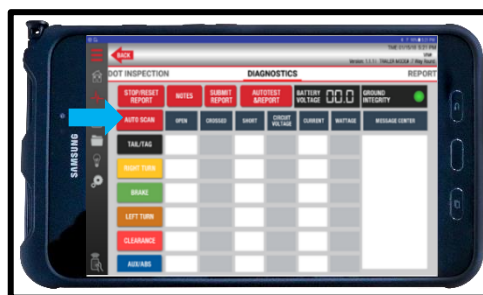 BACK
DOT INSPECTION DIAGNOSTICS REPORT
STOP/RESET REPORT NOTES SUBMIT REPORT AUTOTEST &REPORT BATTERY VOLTAGE 00.0 GROUND INTEGRITY
AUTO SCAN OPEN CROSSED SHORT CIRCUIT VOLTAGE CURRENT WATTAGE MESSAGE CENTER
TAIL/TAG
RIGHT TURN
BRAKE
LEFT TURN
CLEARANCE
AUX/ABS
SAMSUNG